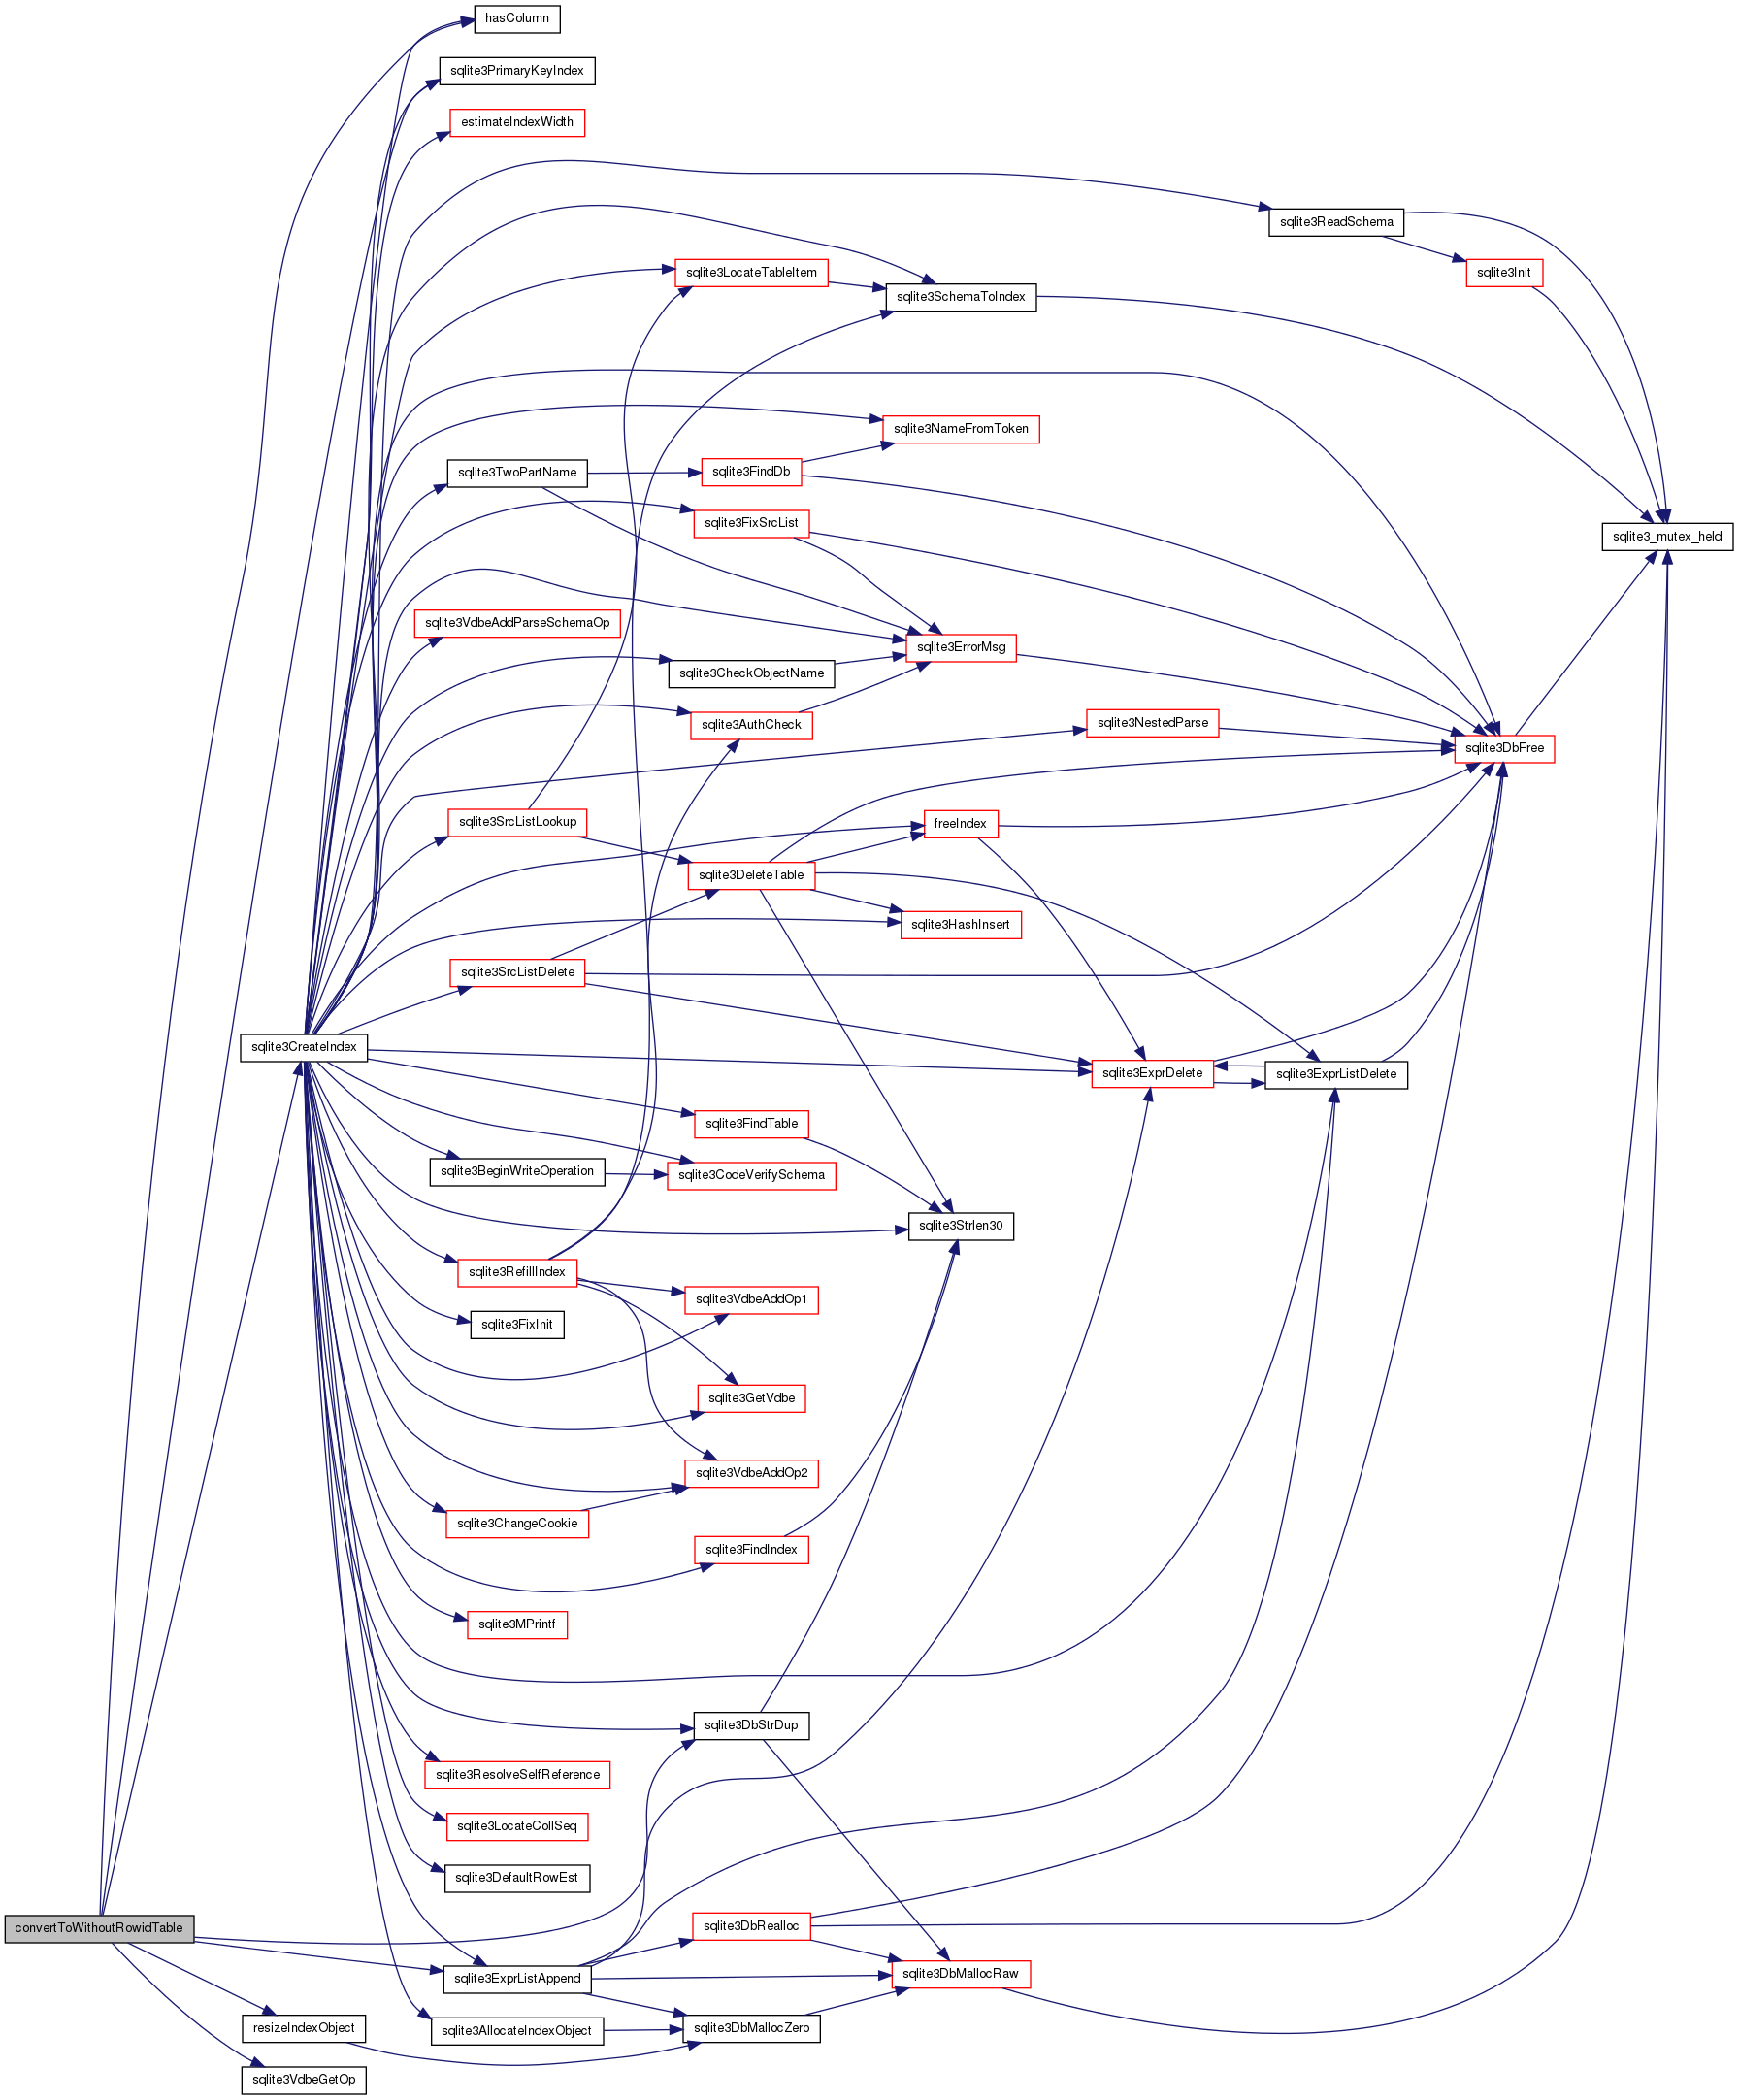 hasColumn
sqlite3PrimaryKeyIndex
estimateIndexWidth
sqlite3ReadSchema
sqlite3Init
sqlite3LocateTableItem
sqlite3SchemaToIndex
sqlite3NameFromToken
sqlite3TwoPartName
sqlite3FindDb
sqlite3FixSrcList
sqlite3_mutex_held
sqlite3VdbeAddParseSchemaOp
sqlite3ErrorMsg
sqlite3CheckObjectName
sqlite3AuthCheck
sqlite3NestedParse
sqlite3DbFree
sqlite3SrcListLookup
freeIndex
sqlite3DeleteTable
sqlite3HashInsert
sqlite3SrcListDelete
sqlite3CreateIndex
sqlite3ExprDelete
sqlite3ExprListDelete
sqlite3FindTable
sqlite3BeginWriteOperation
sqlite3CodeVerifySchema
sqlite3Strlen30
sqlite3RefillIndex
sqlite3VdbeAddOp1
sqlite3FixInit
sqlite3GetVdbe
sqlite3VdbeAddOp2
sqlite3ChangeCookie
sqlite3FindIndex
sqlite3MPrintf
sqlite3DbStrDup
sqlite3ResolveSelfReference
sqlite3LocateCollSeq
sqlite3DefaultRowEst
convertToWithoutRowidTable
sqlite3DbRealloc
sqlite3ExprListAppend
sqlite3DbMallocRaw
resizeIndexObject
sqlite3AllocateIndexObject
sqlite3DbMallocZero
sqlite3VdbeGetOp